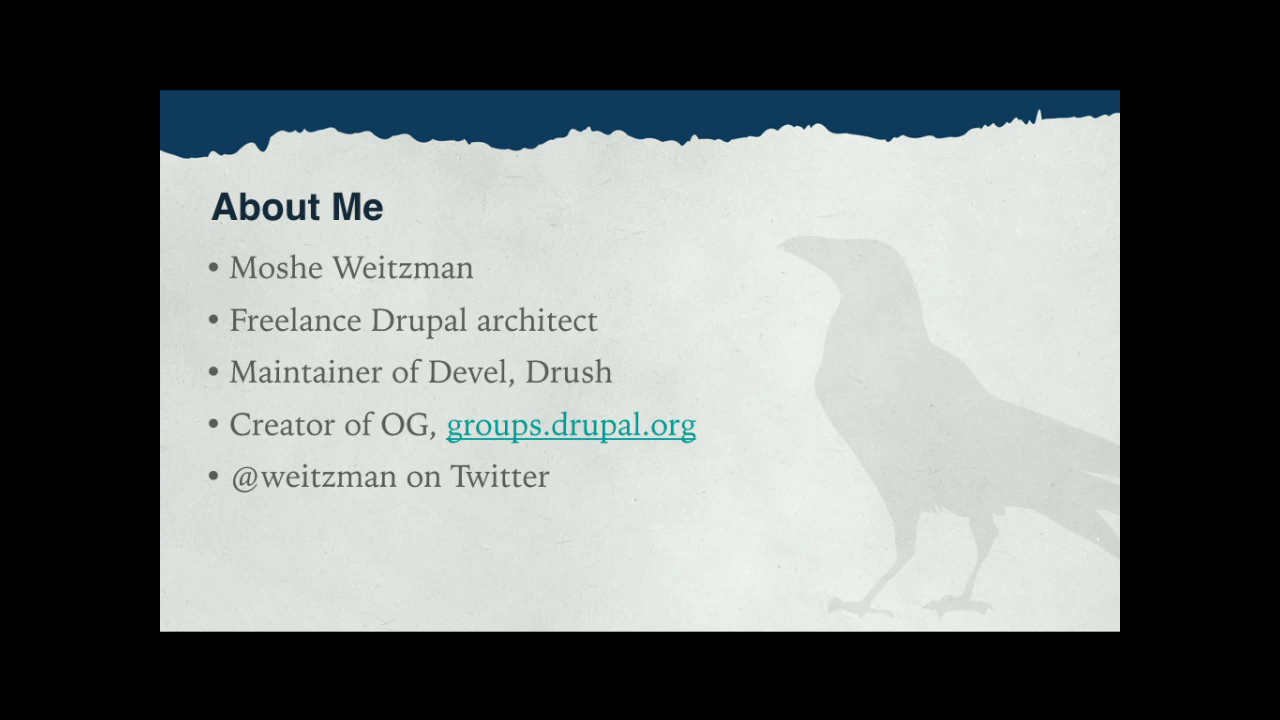 About Me
• Moshe Weitzman
• Freelance Drupal architect
• Maintainer of Devel, Drush
• Creator of OG, groups.drupal.org
• @weitzman on Twitter